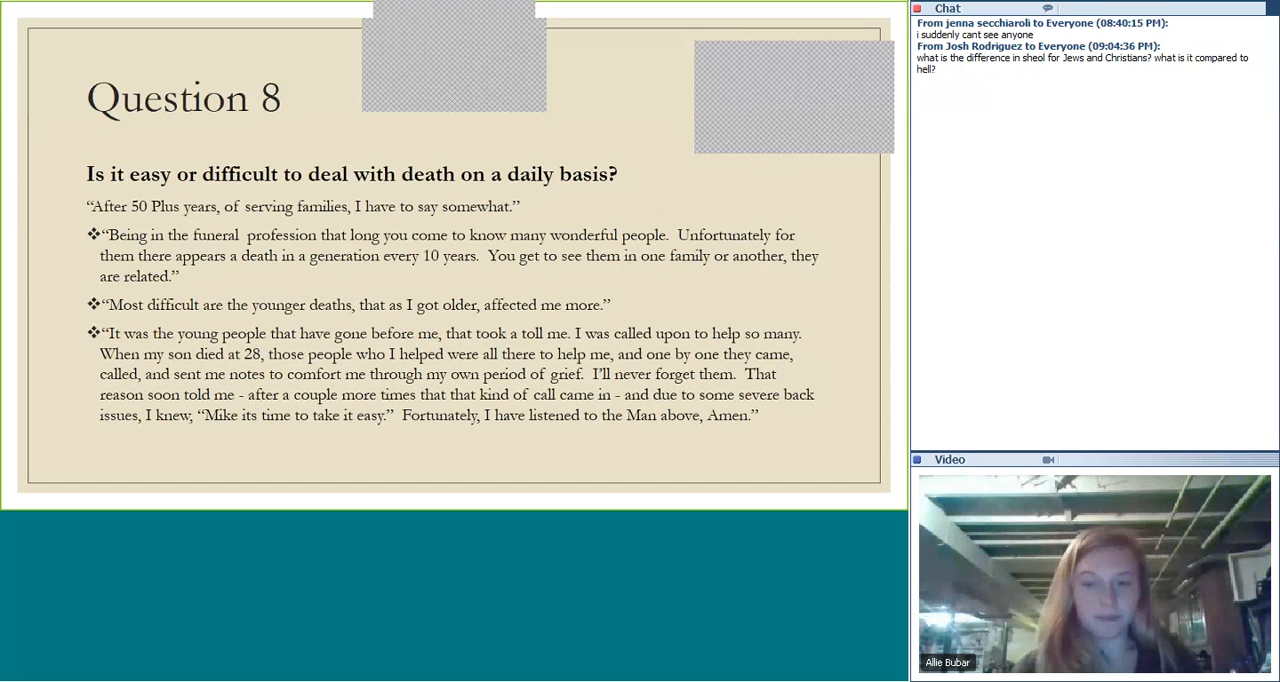 Question 8
Is it easy or difficult to deal with death on a daily basis?
“After 50 Plus years, of serving families, I have to say somewhat.”
❖“Being in the funeral profession that long you come to know many wonderful people. Unfortunately for
them there appears a death in a generation every 10 years. You get to see them in one family or another, they
are related.”
❖“Most difficult are the younger deaths, that as I got older, affected me more.”
❖“It was the young people that have gone before me, that took a toll me. I was called upon to help so many.
When my son died at 28, those people who I helped were all there to help me, and one by one they came,
called, and sent me notes to comfort me through my own period of grief. I’ll never forget them. That
reason soon told me - after a couple more times that that kind of call came in - and due to some severe back
issues, I knew, “Mike its time to take it easy.” Fortunately, I have listened to the Man above, Amen.”
Chat
From jenna secchiaroli to Everyone (08:40:15 PM):
i suddenly cant see anyone
From Josh Rodriguez to Everyone (09:04:36 PM):
what is the difference in sheol for Jews and Christians? what is it compared to
hell?
Video
Allie Bubar